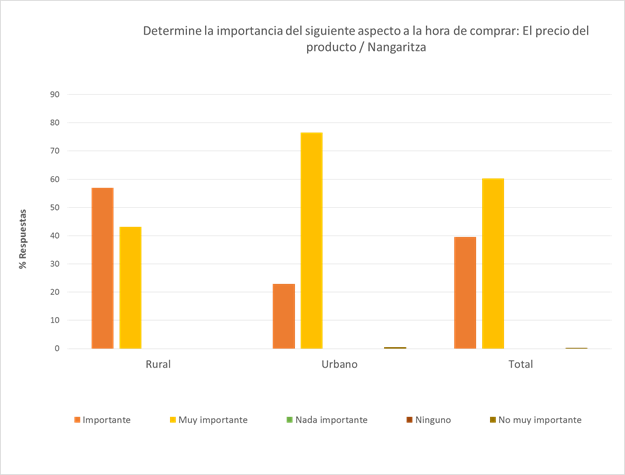 Determine la importancia del siguiente aspecto a la hora de comprar: El precio del
producto / Nangaritza
90
80
70
60
50
40
30
20
10
0
% Respuestas
Rural Urbano Total
Importante Muy importante Nada importante Ninguno No muy importante